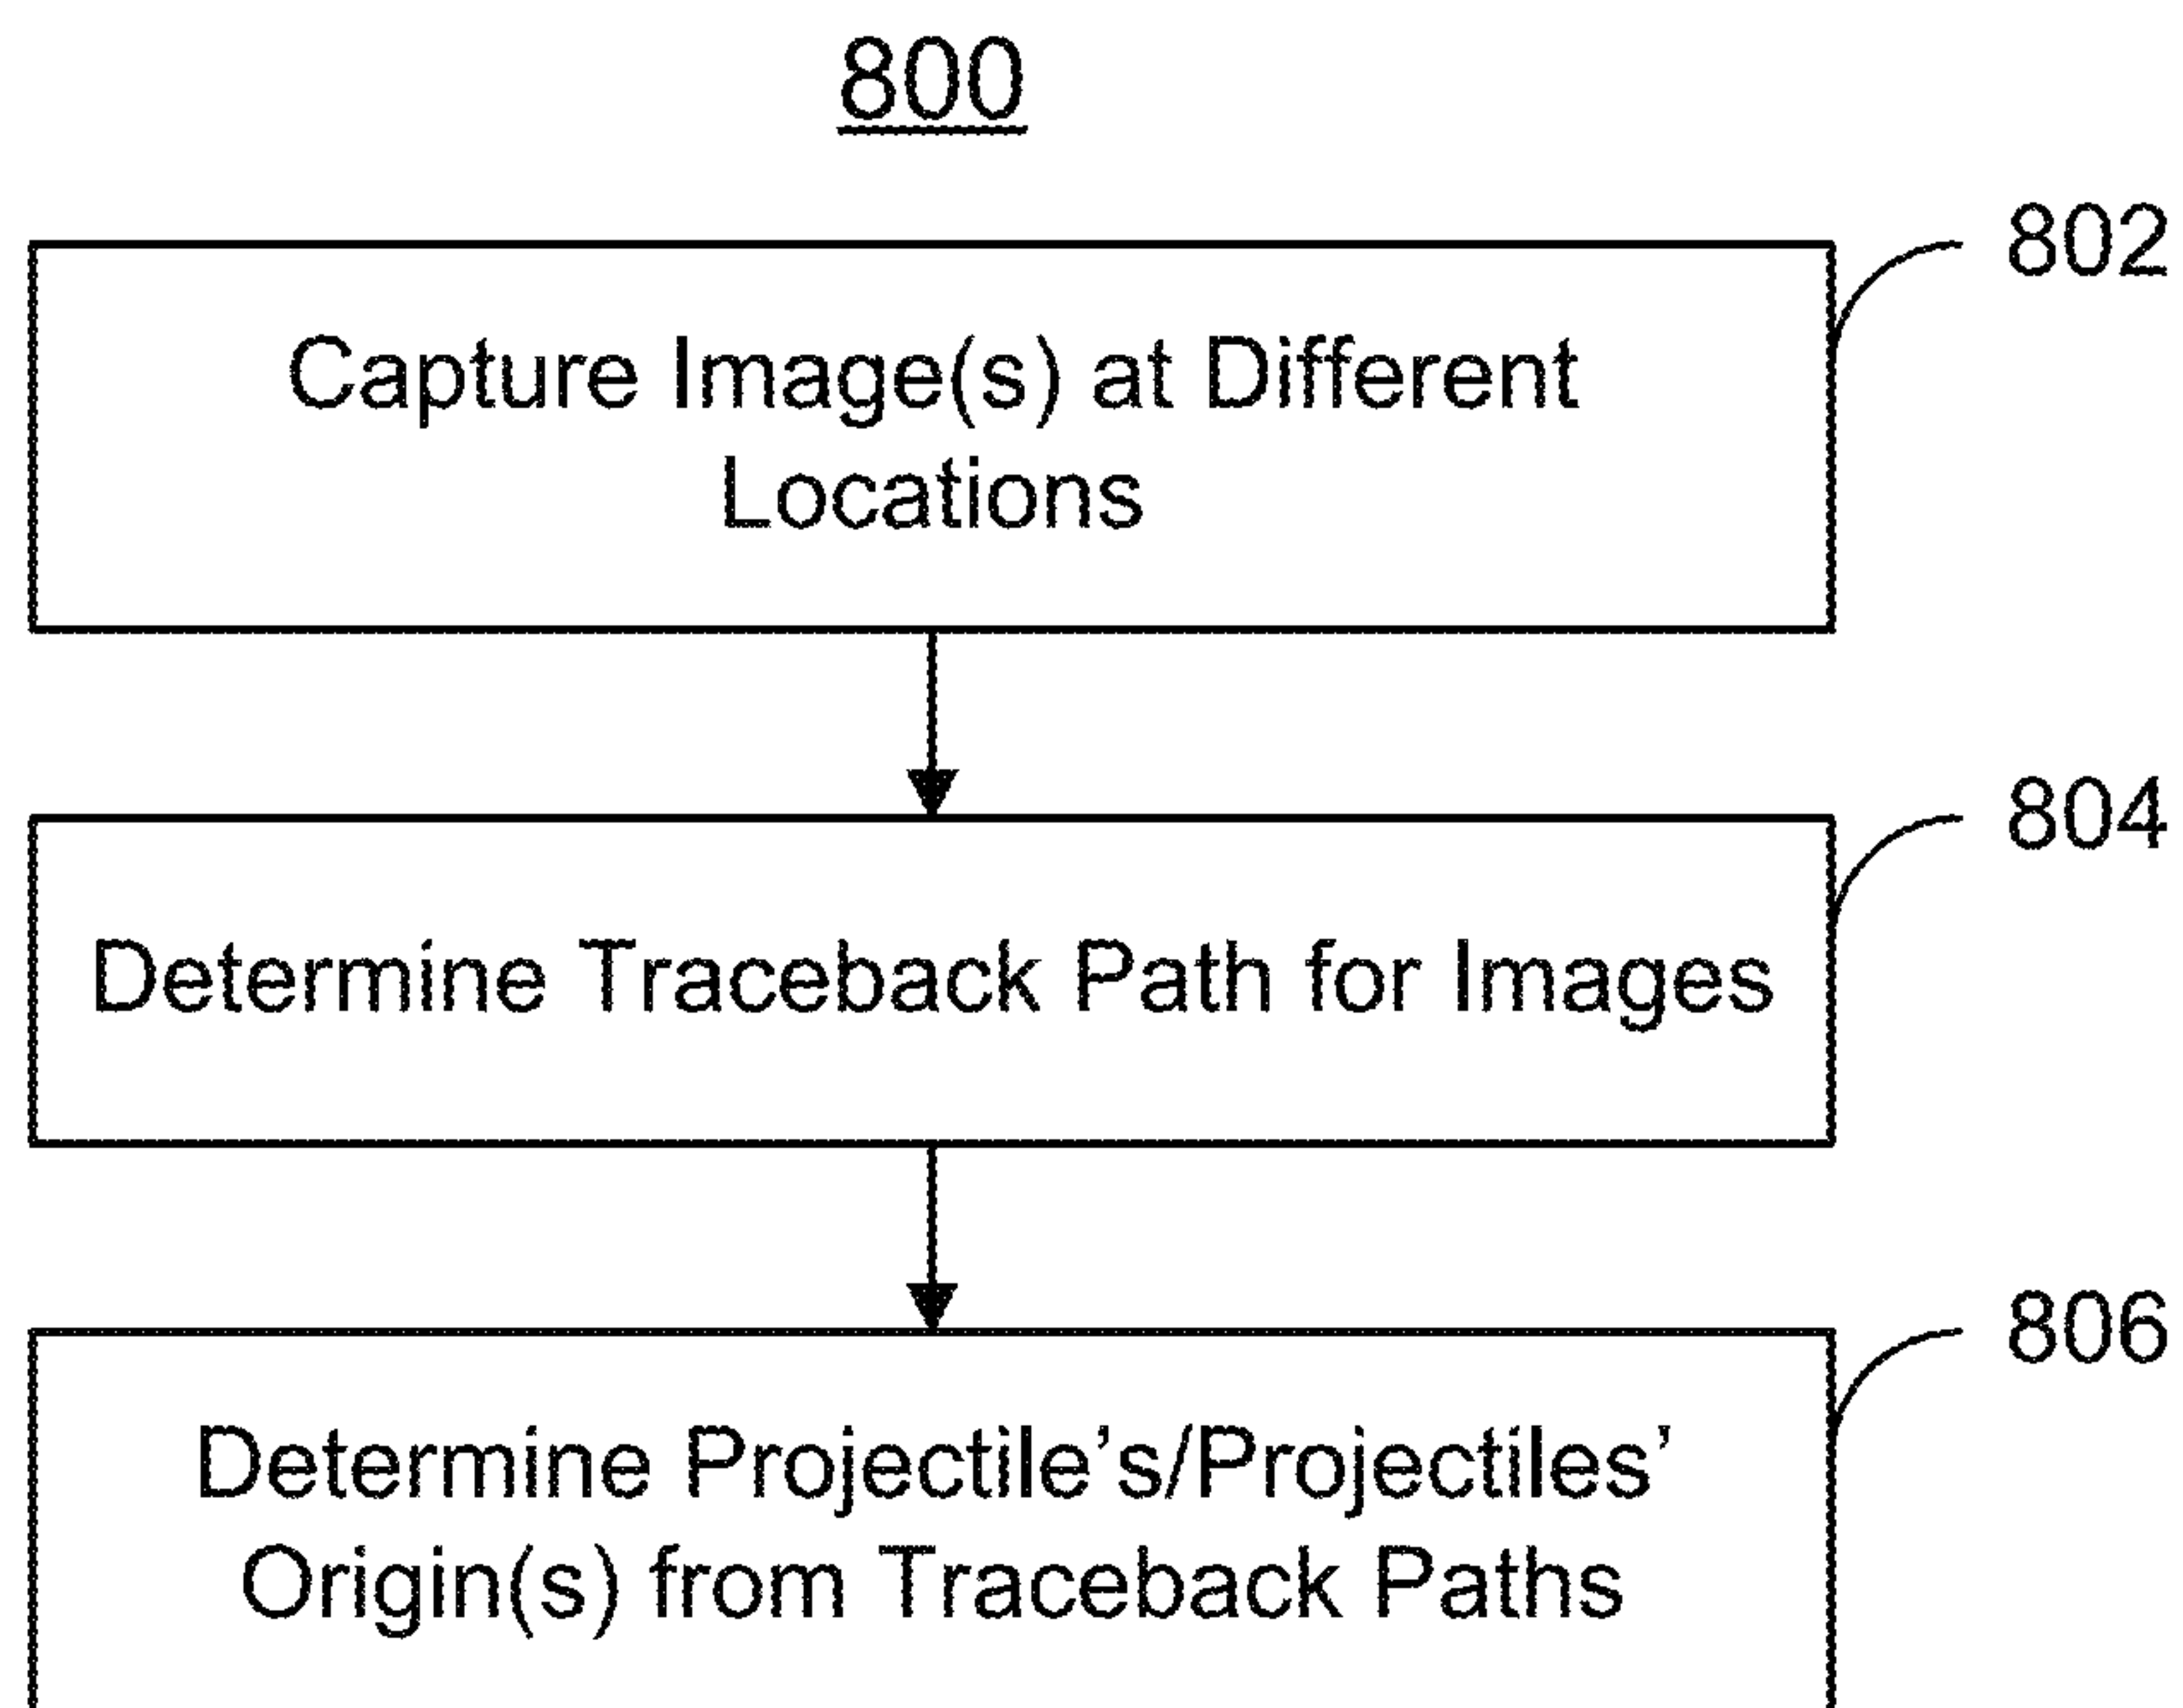 800
802
Capture Image(s) at Different
Locations
804
Determine Traceback Path for Images
806
Determine Projectile's/Projectiles'
Origin(s) from Traceback Paths